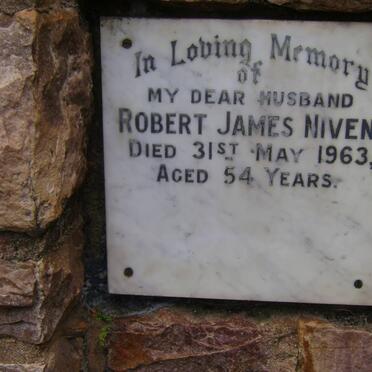 In Loving Memory
of
MY DEAR HUSBAND
ROBERT JAMES NIVEN
DIED 31ST MAY 1963,
AGED 54 YEARS.